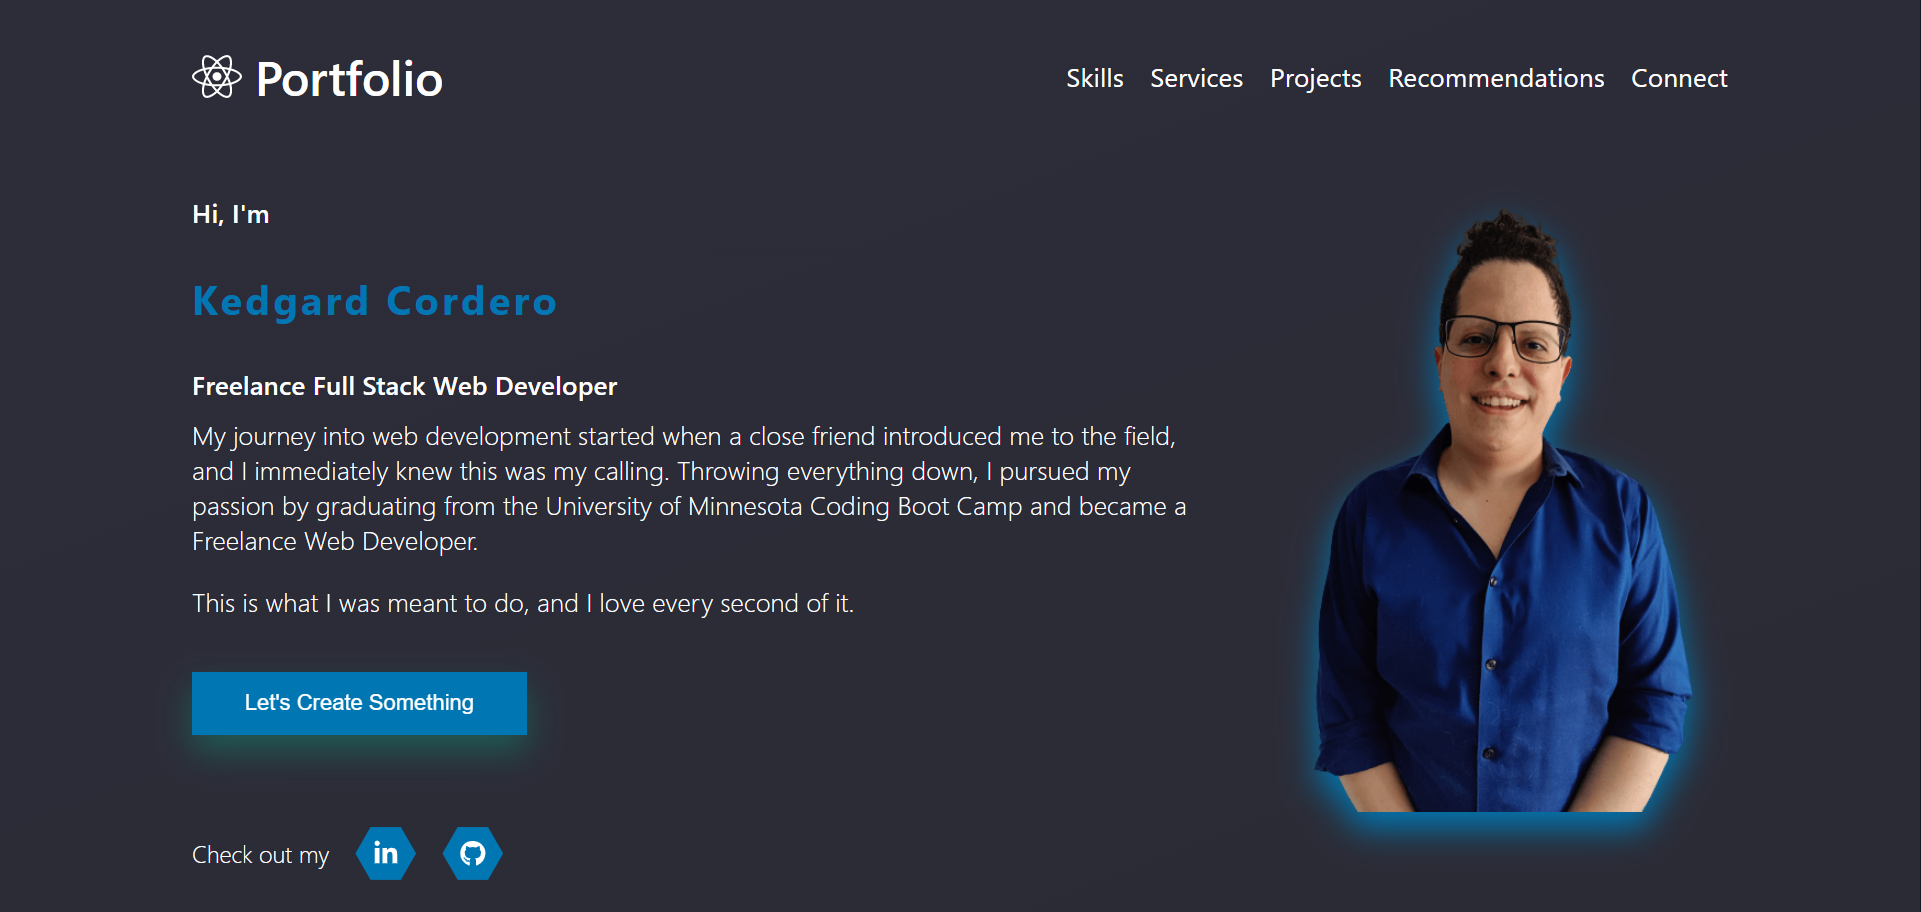 Portfolio
Skills Services Projects Recommendations Connect
Hi, I'm
Kedgard Cordero
Freelance Full Stack Web Developer
My journey into web development started when a close friend introduced me to the field,
and I immediately knew this was my calling. Throwing everything down, I pursued my
passion by graduating from the University of Minnesota Coding Boot Camp and became a
Freelance Web Developer.
This is what I was meant to do, and I love every second of it.
Let's Create Something
Check out my in